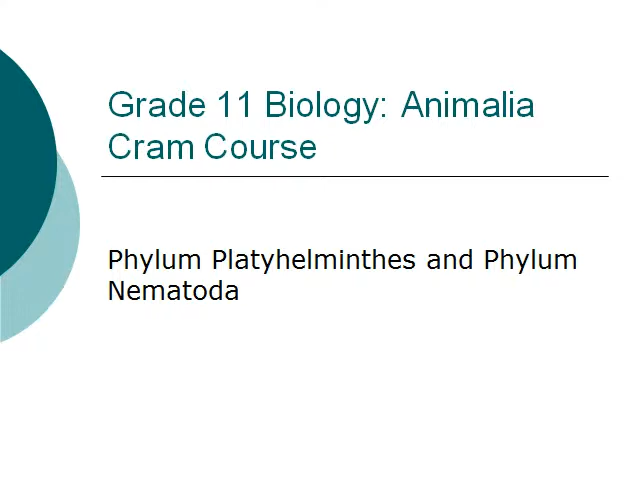 Grade 11 Biology: Animalia
Cram Course
Phylum Platyhelminthes and Phylum
Nematoda